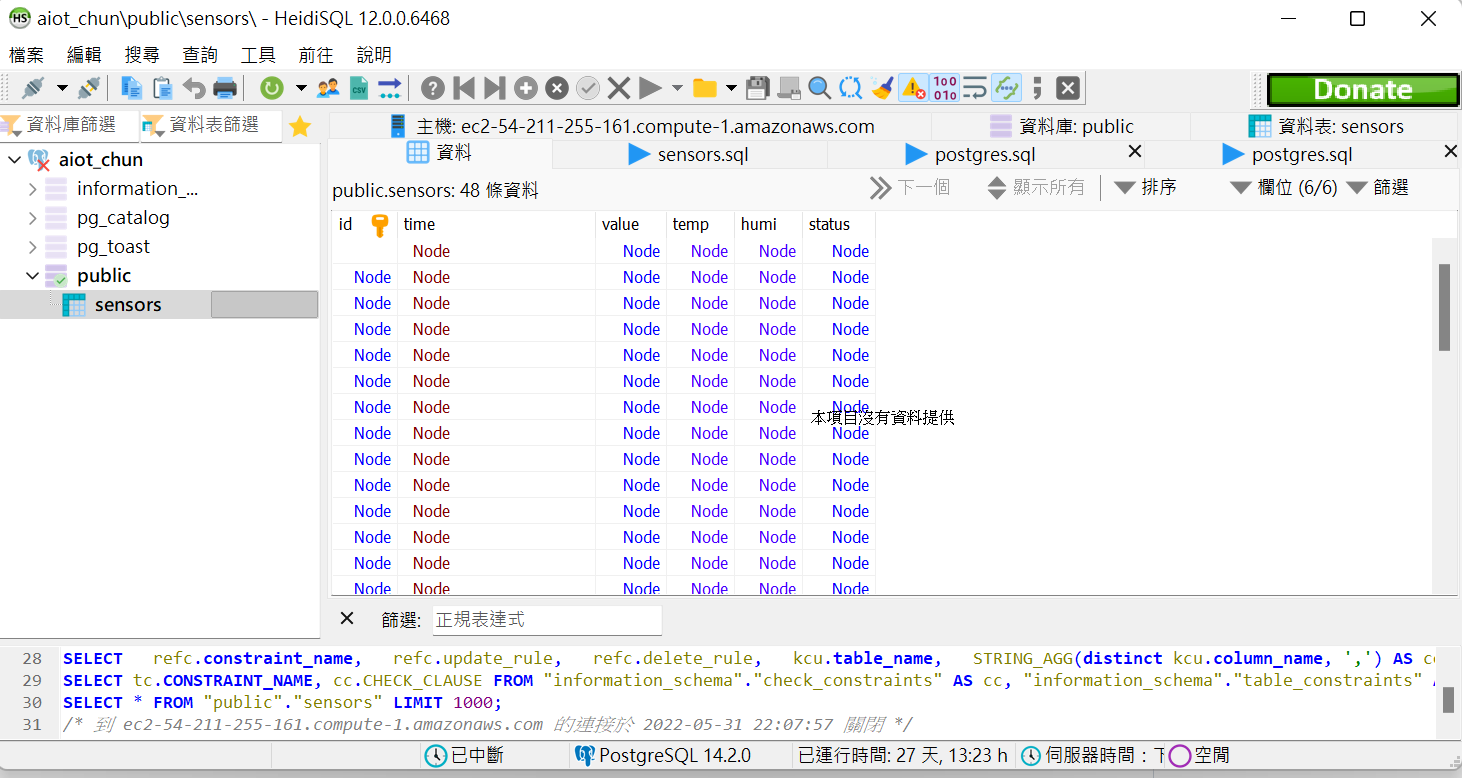 aiot_chun\public\sensors\ - HeidiSQL 12.0.0.6468
檔案 編輯 搜尋 查詢 工具 前往 說明
Donate
資料庫篩選 資料表篩選
主機: ec2-54-211-255-161.compute-1.amazonaws.com 資料庫: public 資料表: sensors
資料 sensors.sql postgres.sql postgres.sql
aiot_chun
information_...
pg_catalog
pg_toast
public
sensors
public.sensors: 48 條資料 下一個 顯示所有 排序 欄位 (6/6) 篩選
id time value temp humi status
Node Node Node Node Node
Node Node Node Node Node Node
Node Node Node Node Node Node
Node Node Node Node Node Node
Node Node Node Node Node Node
Node Node Node Node Node Node
Node Node Node Node Node Node
本項目沒有資料提供
Node Node Node Node Node Node
Node Node Node Node Node Node
Node Node Node Node Node Node
Node Node Node Node Node Node
Node Node Node Node Node Node
Node Node Node Node Node Node
Node Node Node Node Node Node
篩選: 正規表達式
28 SELECT refc.constraint_name, refc.update_rule, refc.delete_rule, kcu.table_name, STRING_AGG(distinct kcu.column_name, ',') AS
29 SELECT tc.CONSTRAINT_NAME, cc.CHECK_CLAUSE FROM "information_schema"."check_constraints" AS cc, "information_schema"."table_constraints"
30 SELECT * FROM "public"."sensors" LIMIT 1000;
31 /* 到 ec2-54-211-255-161.compute-1.amazonaws.com 的連接於 2022-05-31 22:07:57 關閉 */
已中斷 PostgreSQL 14.2.0 已運行時間: 27 天, 13:23 h 伺服器時間：下 空閒